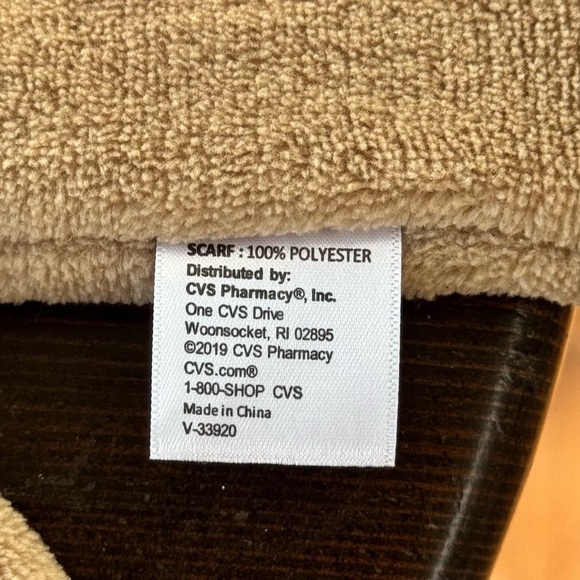 SCARF : 100% POLYESTER
Distributed by:
CVS Pharmacy®, Inc.
One CVS Drive
Woonsocket, RI 02895
©2019 CVS Pharmacy
CVS.com®
1-800-SHOP CVS
Made in China
V-33920